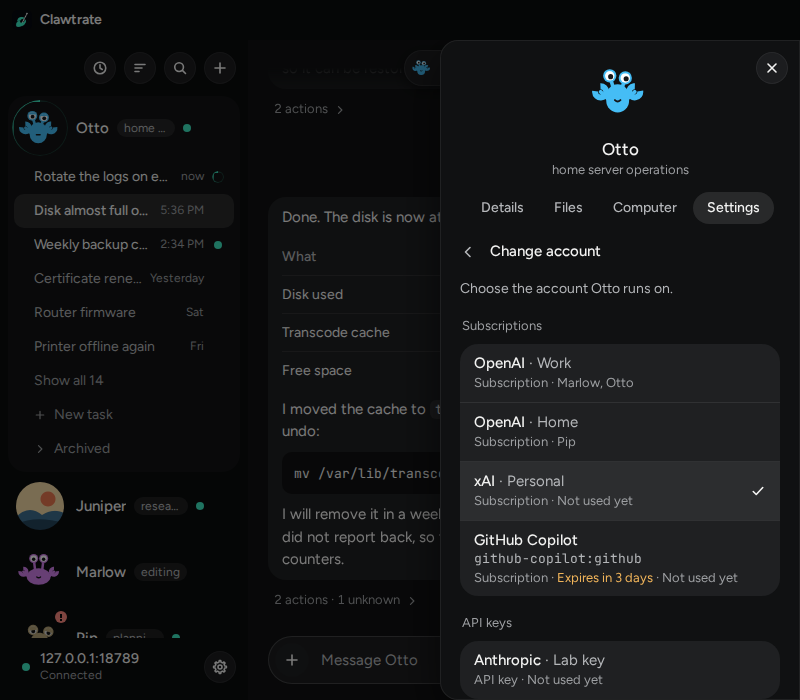 Clawtrate
Otto home ...
Rotate the logs on e... now
Disk almost full o... 5:36 PM
Weekly backup c... 2:34 PM
Certificate rene... Yesterday
Router firmware Sat
Printer offline again Fri
Show all 14
+ New task
Archived
Juniper resea...
Marlow editing
Pip planni...
127.0.0.1:18789
Connected
2 actions
Done. The disk is now at
What
Disk used
Transcode cache
Free space
I moved the cache to
undo:
mv /var/lib/transc
I will remove it in a wee
did not report back, so
counters.
2 actions · 1 unknown
+ Message Otto
Otto
home server operations
Details Files Computer Settings
Change account
Choose the account Otto runs on.
Subscriptions
OpenAI · Work
Subscription · Marlow, Otto
OpenAI · Home
Subscription · Pip
xAI · Personal
Subscription · Not used yet
GitHub Copilot
github-copilot:github
Subscription · Expires in 3 days · Not used yet
API keys
Anthropic · Lab key
API key · Not used yet